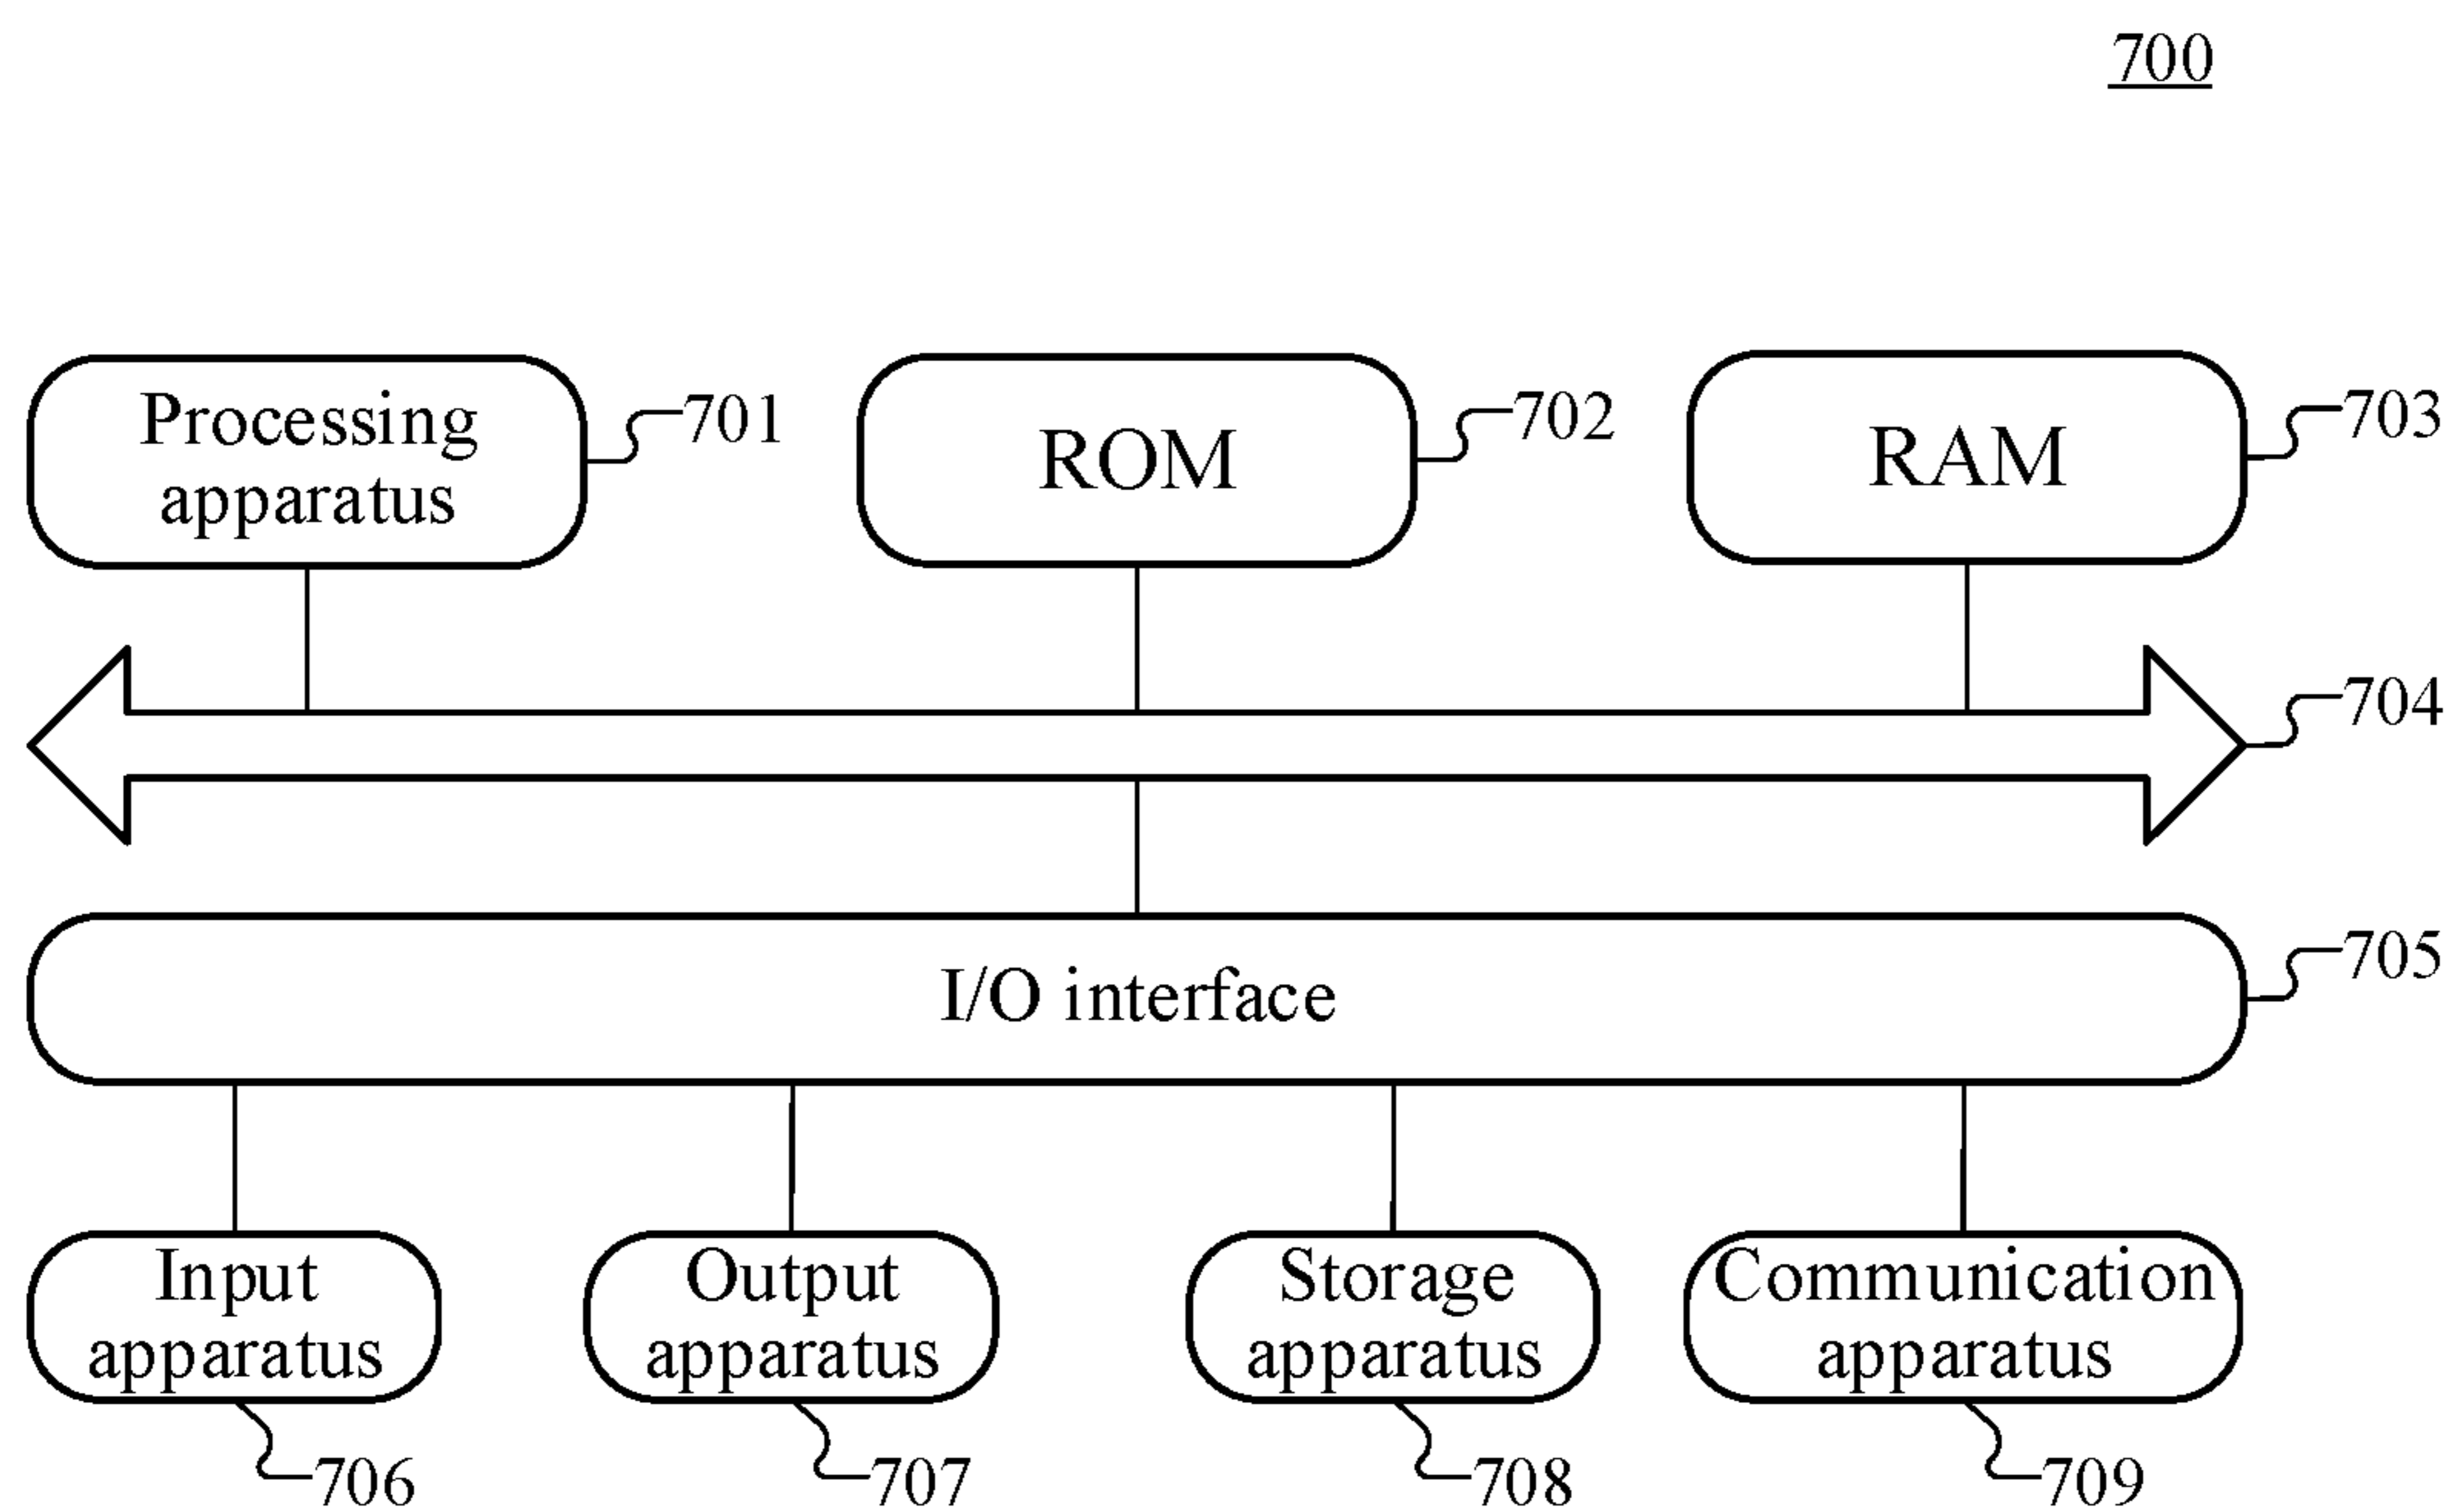 700
Processing
apparatus
701
ROM
702
RAM
703
704
I/O interface
705
Input
apparatus
Output
apparatus
Storage
apparatus
Communication
apparatus
706
707
708
709